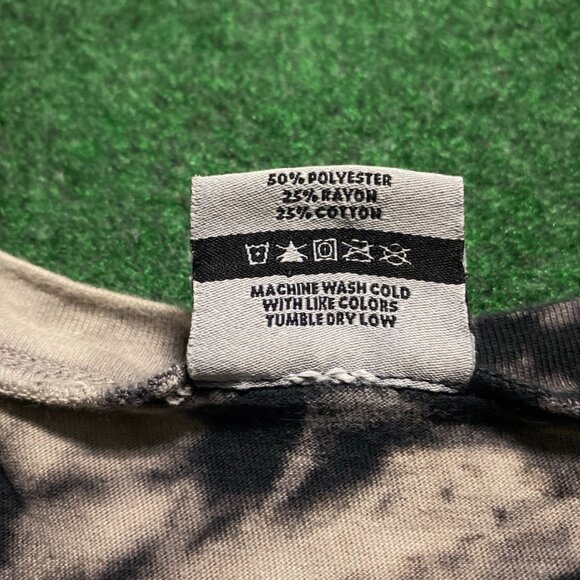 50% POLYESTER
25% RAYON
25% COTTON
MACHINE WASH COLD
WITH LIKE COLORS
TUMBLE DRY LOW